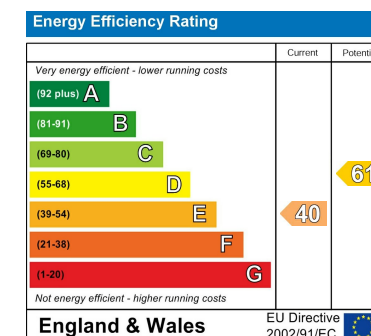 Energy Efficiency Rating
Current Potenti
Very energy efficient - lower running costs
(92 plus) A
(81-91) B
(69-80) C
(55-68) D
61
(39-54) E
40
(21-38) F
(1-20) G
Not energy efficient - higher running costs
England & Wales
EU Directive
2002/91/EC